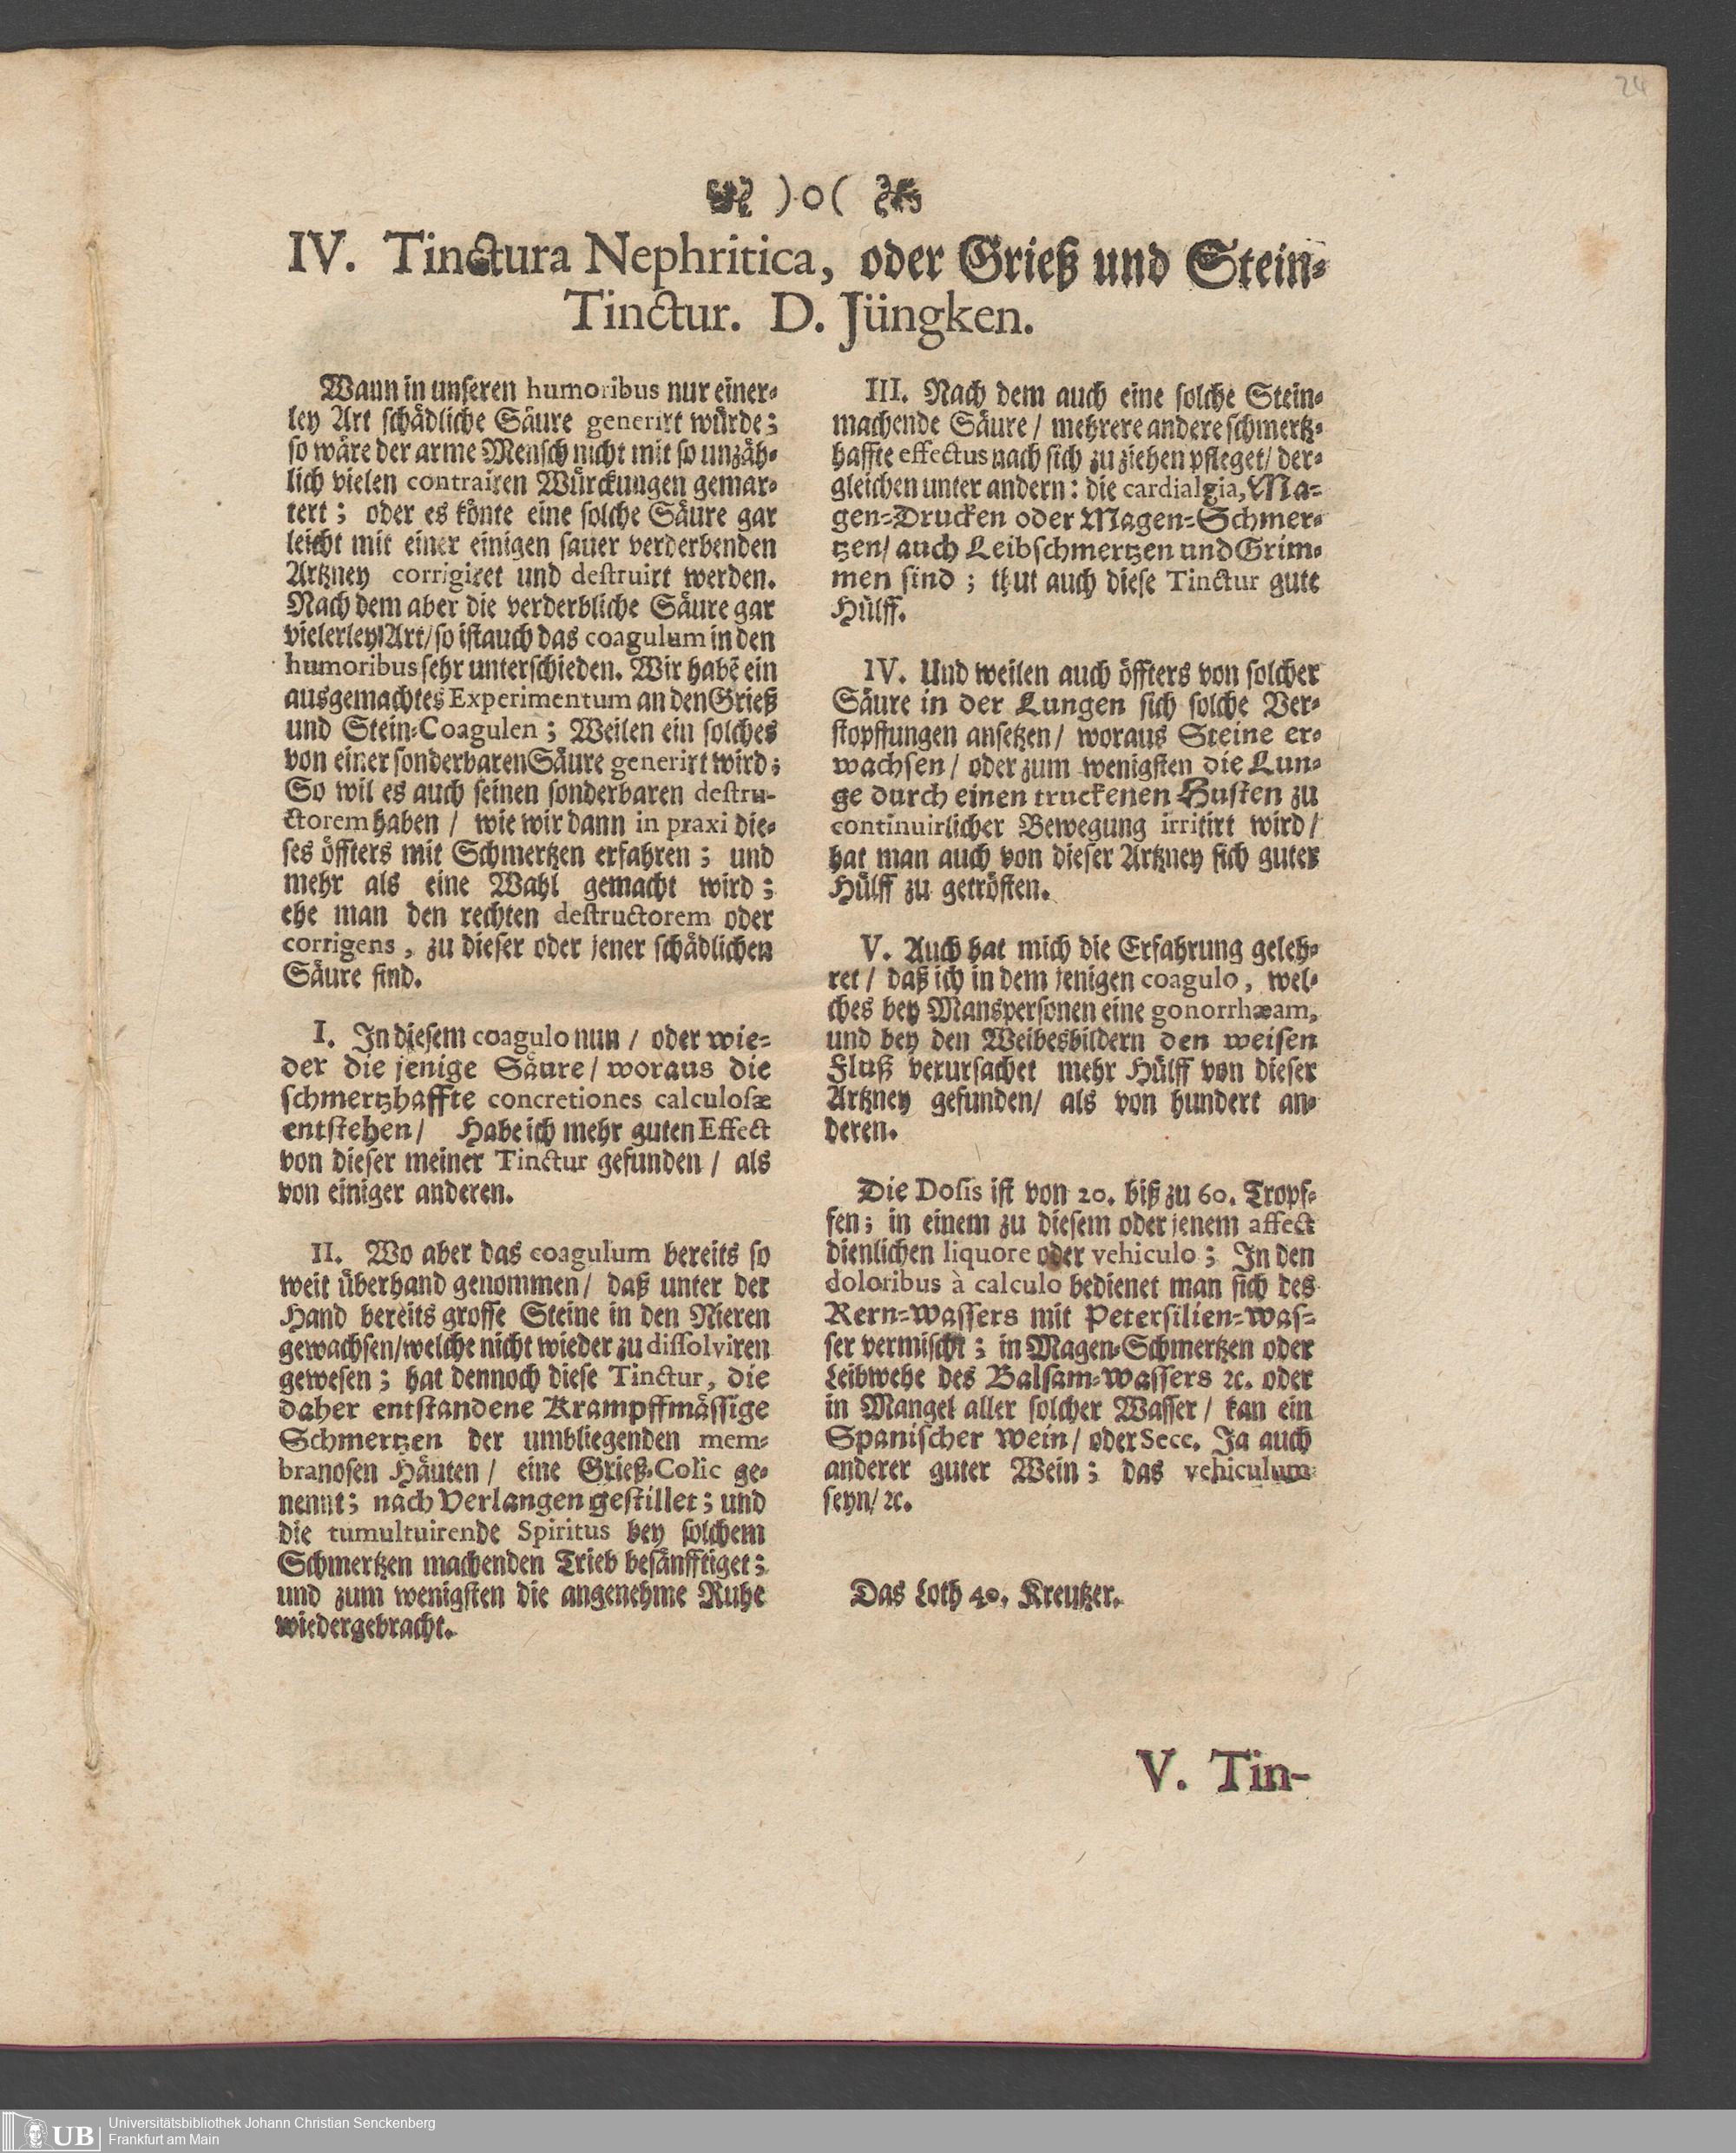 24
)o(
IV. Tinctura Nephritica, oder Grieß und Stein-
Tinctur. D. Jüngken.
Wann in unseren humoribus nur einer-
ley Art schädliche Säure generirt würde;
so wäre der arme Mensch nicht mit so unzäh-
lich vielen contrairen Würckungen gemar-
tert; oder es könte eine solche Säure gar
leicht mit einer einigen sauer verderbenden
Artzney corrigiret und destruirt werden.
Nach dem aber die verderbliche Säure gar
vielerley Art/ so ist auch das coagulum in den
humoribus sehr unterschieden. Wir habē ein
ausgemachtes Experimentum an den Grieß
und Stein-Coagulen; Weilen ein solches
von einer sonderbaren Säure generirt wird;
So wil es auch seinen sonderbaren destru-
ctorem haben / wie wir dann in praxi die-
ses öffters mit Schmertzen erfahren; und
mehr als eine Wahl gemacht wird;
ehe man den rechten destructorem oder
corrigens, zu dieser oder jener schädlichen
Säure find.
I. In diesem coagulo nun / oder wie-
der die jenige Säure/ woraus die
schmertzhaffte concretiones calculosæ
entstehen/ Habe ich mehr guten Effect
von dieser meiner Tinctur gefunden / als
von einiger anderen.
II. Wo aber das coagulum bereits so
weit überhand genommen/ daß unter der
Hand bereits grosse Steine in den Nieren
gewachsen/welche nicht wieder zu dissolviren
gewesen; hat dennoch diese Tinctur, die
daher entstandene Krampffmässige
Schmertzen der umbliegenden mem-
branosen Häuten/ eine Grieß-Colic ge-
nennt; nach Verlangen gestillet; und
die tumultuirende Spiritus bey solchem
Schmertzen machenden Trieb besänfftiget;
und zum wenigsten die angenehme Ruhe
wiedergebracht.
III. Nach dem auch eine solche Stein-
machende Säure/ mehrere andere schmertz-
haffte effectus nach sich zu ziehen pfleget/ der-
gleichen unter andern: die cardialgia, Ma-
gen-Drucken oder Magen-Schmer-
tzen/ auch Leibschmertzen und Grim-
men sind; thut auch diese Tinctur gute
Hülff.
IV. Und weilen auch öffters von solcher
Säure in der Lungen sich solche Ver-
stopffungen ansetzen/ woraus Steine er-
wachsen/ oder zum wenigsten die Lun-
ge durch einen truckenen Husten zu
continuirlicher Bewegung irritirt wird/
hat man auch von dieser Artzney sich guter
Hülff zu getrösten.
V. Auch hat mich die Erfahrung geleh-
ret/ daß ich in dem jenigen coagulo, wel-
ches bey Manspersonen eine gonorrhæam,
und bey den Weibesbildern den weisen
Fluß verursachet mehr Hülff von dieser
Artzney gefunden/ als von hundert an-
deren.
Die Dosis ist von 20. biß zu 60. Tropf-
fen; in einem zu diesem oder jenem affect
dienlichen liquore oder vehiculo; In den
doloribus à calculo bedienet man sich des
Kern-wassers mit Petersilien-was-
ser vermischt; in Magen-Schmertzen oder
Leibwehe des Balsam-wassers ꝛc. oder
in Mangel aller solcher Wasser/ kan ein
Spanischer Wein/ oder Secc. Ja auch
anderer guter Wein; das vehiculum
seyn/ ꝛc.
Das Loth 40. Kreutzer.
V. Tin-
UB
Universitätsbibliothek Johann Christian Senckenberg
Frankfurt am Main